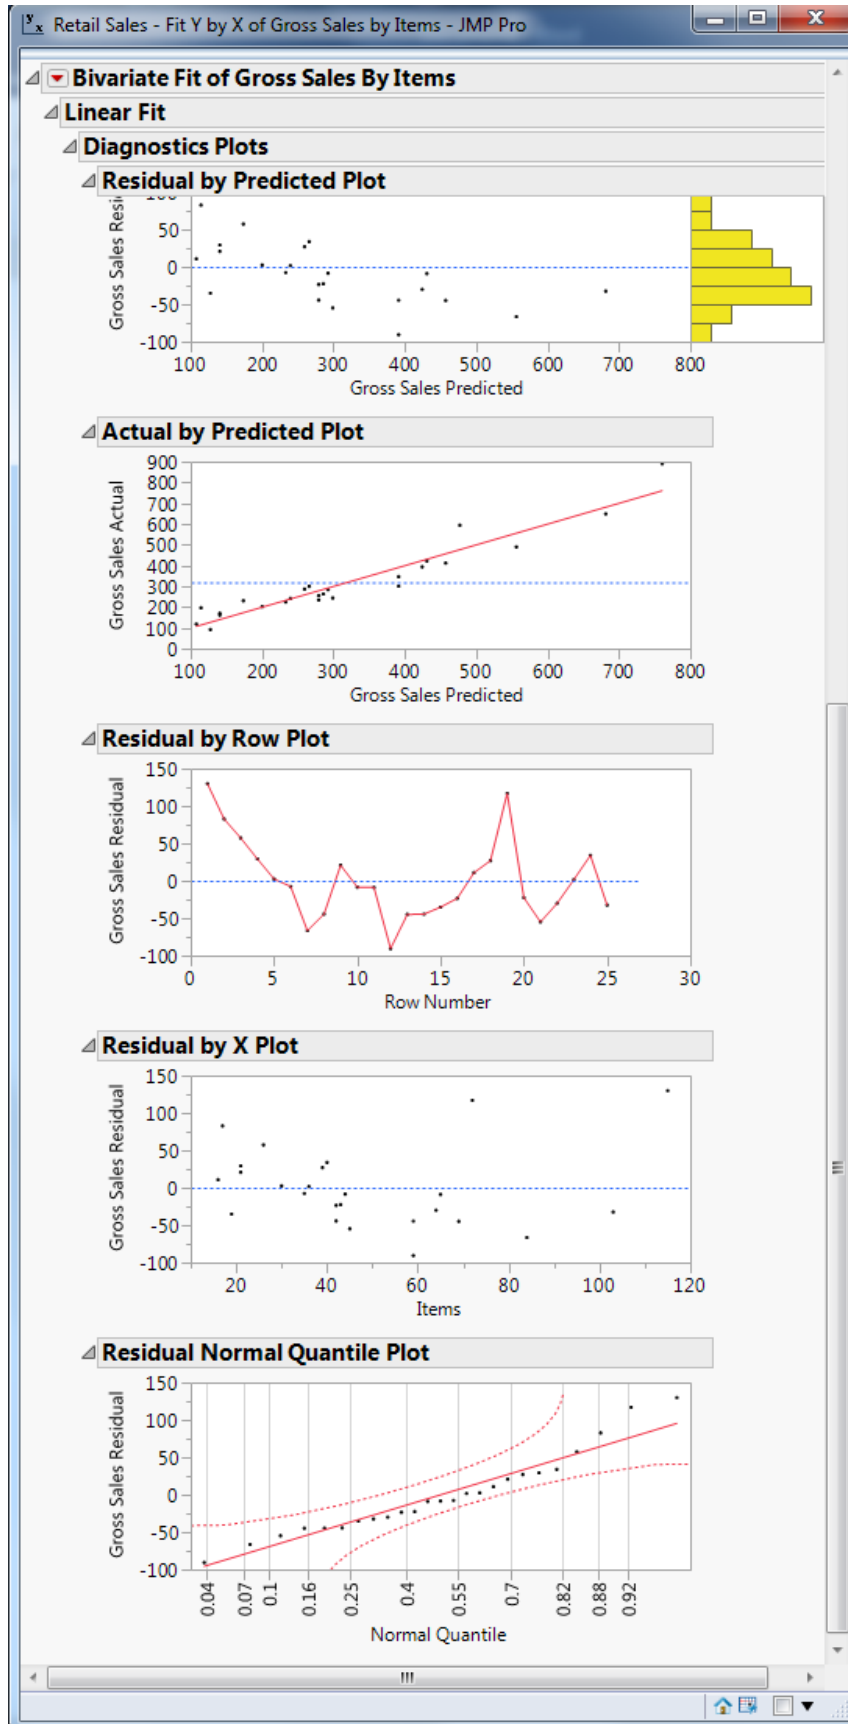 Retail Sales - Fit Y by X of Gross Sales by Items - JMP Pro
Bivariate Fit of Gross Sales By Items
Linear Fit
Diagnostics Plots
Residual by Predicted Plot
Gross Sales Resi
50
0
-50
-100
100 200 300 400 500 600 700 800
Gross Sales Predicted
Actual by Predicted Plot
Gross Sales Actual
900
800
700
600
500
400
300
200
100
0
100 200 300 400 500 600 700 800
Gross Sales Predicted
Residual by Row Plot
Gross Sales Residual
150
100
50
0
-50
-100
0 5 10 15 20 25 30
Row Number
Residual by X Plot
Gross Sales Residual
150
100
50
0
-50
-100
20 40 60 80 100 120
Items
Residual Normal Quantile Plot
Gross Sales Residual
150
100
50
0
-50
-100
0.04 0.07 0.1 0.16 0.25 0.4 0.55 0.7 0.82 0.88 0.92
Normal Quantile